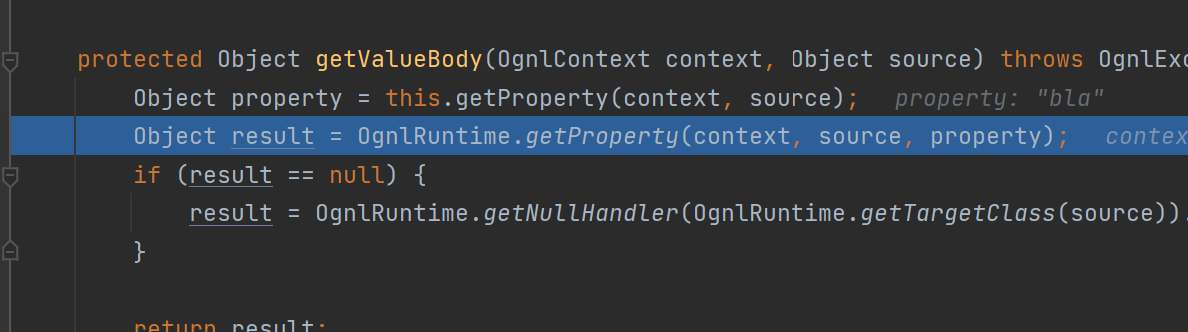 protected Object getValueBody(OgnlContext context, Object source) throws OgnlExc
Object property = this.getProperty(context, source); property: "bla"
Object result = OgnlRuntime.getProperty(context, source, property); contex
if (result == null) {
result = OgnlRuntime.getNullHandler(OgnlRuntime.getTargetClass(source)).
}
return result;